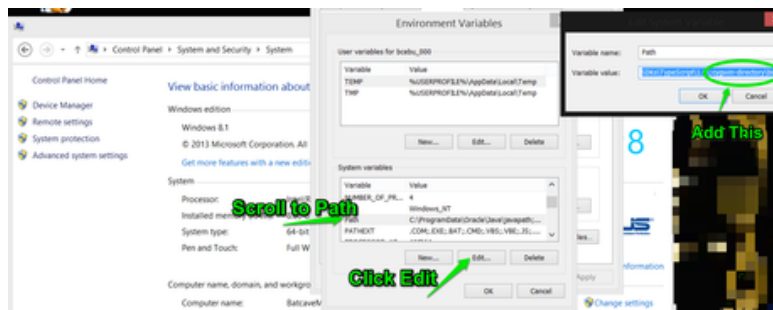 Environment Variables
Control Panel › System and Security › System
Control Panel Home
Device Manager
Remote settings
System protection
Advanced system settings
View basic information about
Windows edition
Windows 8.1
© 2013 Microsoft Corporation. All
Get more features with a new
System
Processor:
Installed
System type: 64-bit
Pen and Touch: Full W
Computer name, domain, and workgro
Computer name: BatcaveM
User variables for bcebu_000
Variable Value
TEMP %USERPROFILE%\AppData\Local\Temp
TMP %USERPROFILE%\AppData\Local\Temp
New... Edit... Delete
System variables
Variable Value
NUMBER_OF_PR... 4
Windows_NT
Path C:\ProgramData\Oracle\Java\javapath;...
PATHEXT .COM;.EXE;.BAT;.CMD;.VBS;.VBE;.JS;...
New... Edit... Delete
OK Cancel
Apply
Variable name: Path
Variable value:
OK Cancel
Add This
8
Scroll to Path
Click Edit
Change settings